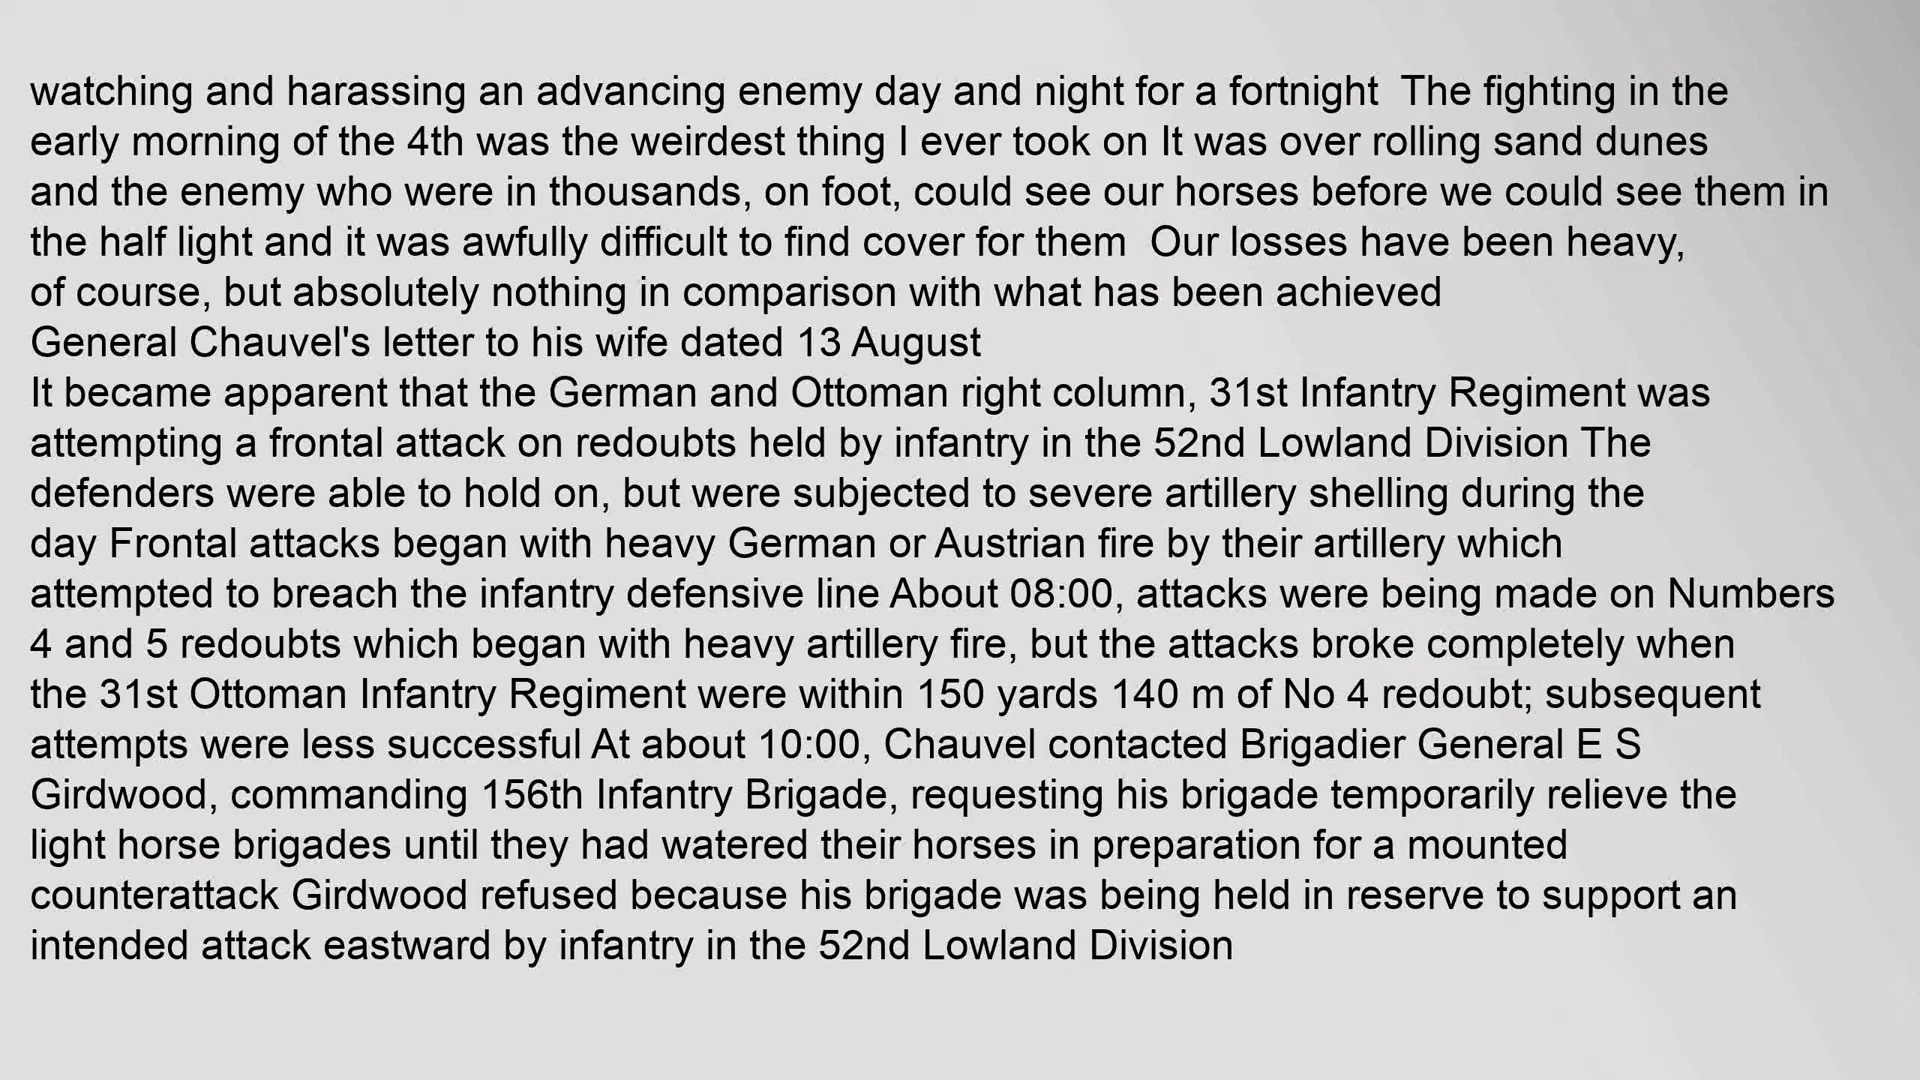 watching and harassing an advancing enemy day and night for a fortnight  The fighting in the
early morning of the 4th was the weirdest thing I ever took on It was over rolling sand dunes
and the enemy who were in thousands, on foot, could see our horses before we could see them in
the half light and it was awfully difficult to find cover for them  Our losses have been heavy,
of course, but absolutely nothing in comparison with what has been achieved
General Chauvel's letter to his wife dated 13 August
It became apparent that the German and Ottoman right column, 31st Infantry Regiment was
attempting a frontal attack on redoubts held by infantry in the 52nd Lowland Division The
defenders were able to hold on, but were subjected to severe artillery shelling during the
day Frontal attacks began with heavy German or Austrian fire by their artillery which
attempted to breach the infantry defensive line About 08:00, attacks were being made on Numbers
4 and 5 redoubts which began with heavy artillery fire, but the attacks broke completely when
the 31st Ottoman Infantry Regiment were within 150 yards 140 m of No 4 redoubt; subsequent
attempts were less successful At about 10:00, Chauvel contacted Brigadier General E S
Girdwood, commanding 156th Infantry Brigade, requesting his brigade temporarily relieve the
light horse brigades until they had watered their horses in preparation for a mounted
counterattack Girdwood refused because his brigade was being held in reserve to support an
intended attack eastward by infantry in the 52nd Lowland Division